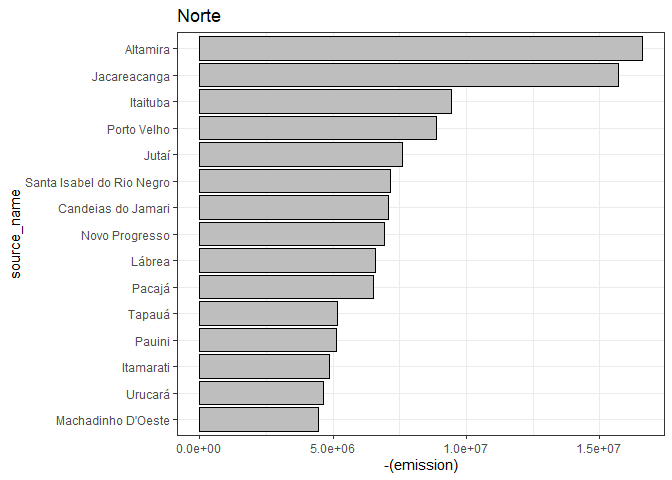 Norte
source_name
Altamira
Jacareacanga
Itaituba
Porto Velho
Jutaí
Santa Isabel do Rio Negro
Candeias do Jamari
Novo Progresso
Lábrea
Pacajá
Tapauá
Pauini
Itamarati
Urucará
Machadinho D'Oeste
0.0e+00 5.0e+06 1.0e+07 1.5e+07
-(emission)